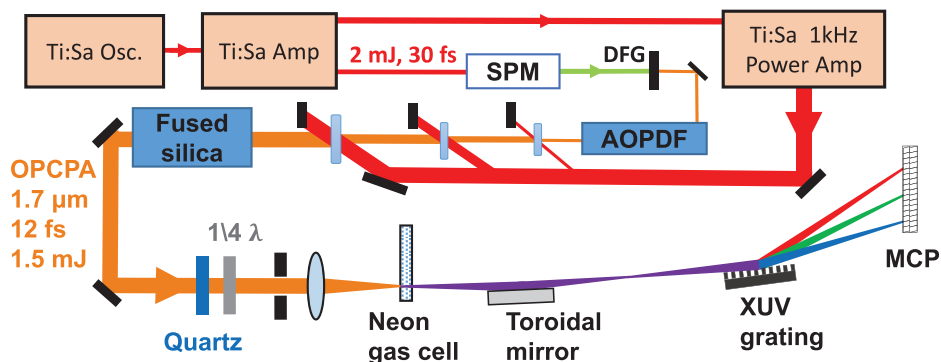 Ti:Sa Osc.
Ti:Sa Amp
2 mJ, 30 fs
SPM
DFG
Ti:Sa 1kHz
Power Amp
Fused
silica
AOPDF
OPCPA
1.7 μm
12 fs
1.5 mJ
1\4 λ
MCP
Quartz
Neon
gas cell
Toroidal
mirror
XUV
grating